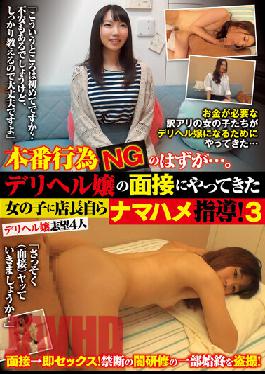 「こういうところは初めてですか?
不安もあるでしょうけど、
しっかり教えるので大丈夫ですよ」
お金が必要な
訳アリの女の子たちが
デリヘル嬢になるために
やってきた…
本番行為NGのはずが…。
デリヘル嬢の面接にやってきた
女の子に店長自ら
ナマハメ指導!3
デリヘル嬢志望4人
「さっそく
(面接)ヤッて
いきましょうか」
面接→即セックス!禁断の闇研修の一部始終を盗撮!